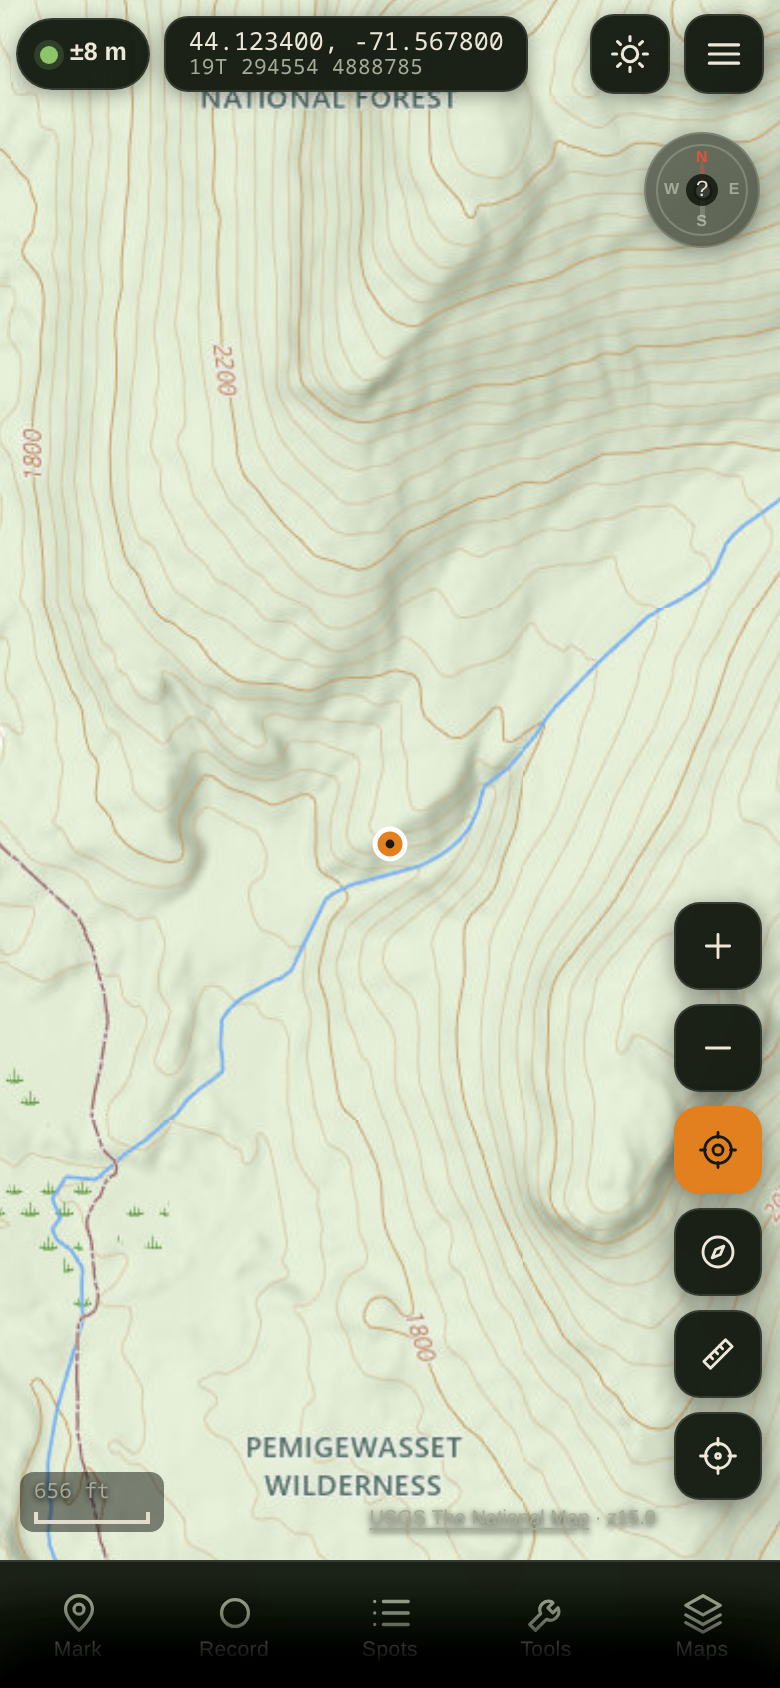 ±8 m
44.123400, -71.567800
19T 294554 4888785
NATIONAL FOREST
N
W ? E
S
2200
1800
1800
PEMIGEWASSET
WILDERNESS
656 ft
USGS The National Map · z15.0
Mark
Record
Spots
Tools
Maps